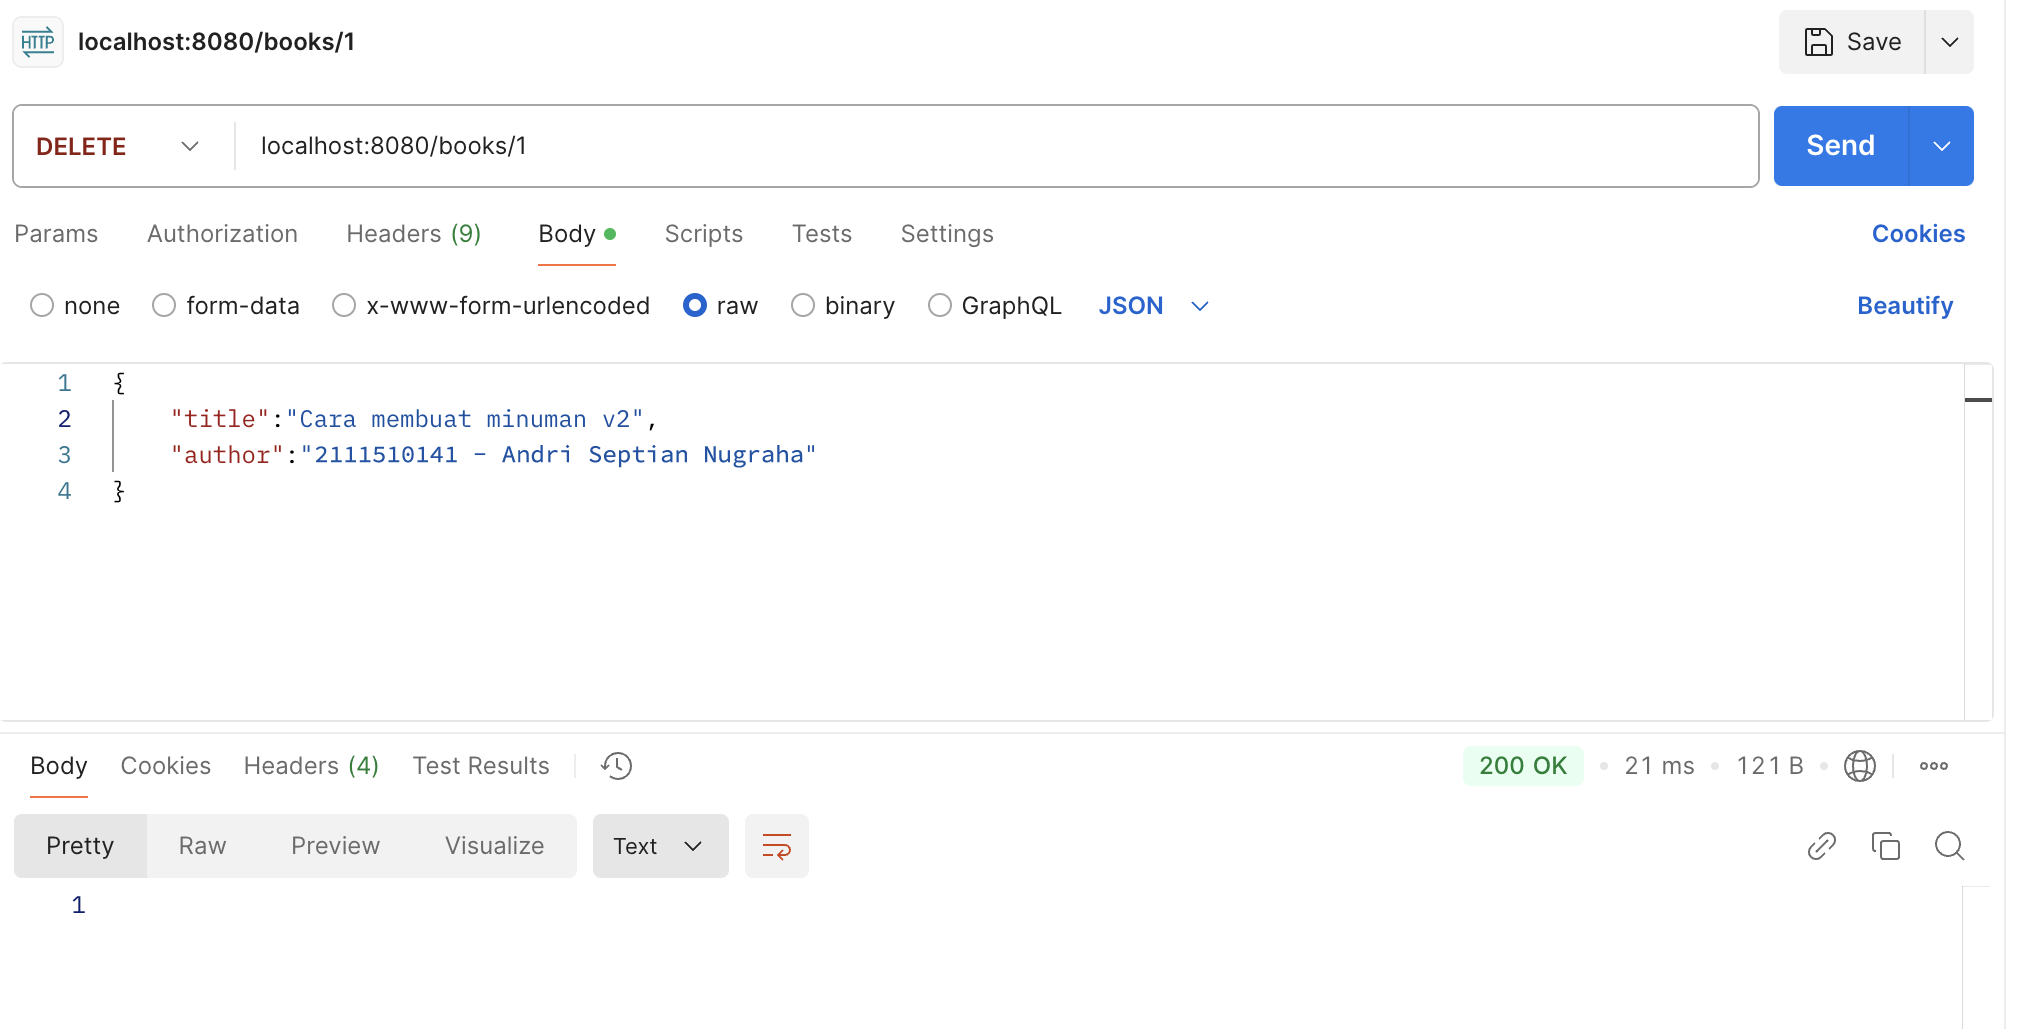 HTTP localhost:8080/books/1 Save
DELETE localhost:8080/books/1 Send
Params Authorization Headers (9) Body Scripts Tests Settings Cookies
none form-data x-www-form-urlencoded raw binary GraphQL JSON Beautify
1 {
2 "title":"Cara membuat minuman v2",
3 "author":"2111510141 - Andri Septian Nugraha"
4 }
Body Cookies Headers (4) Test Results 200 OK 21 ms 121 B
Pretty Raw Preview Visualize Text
1